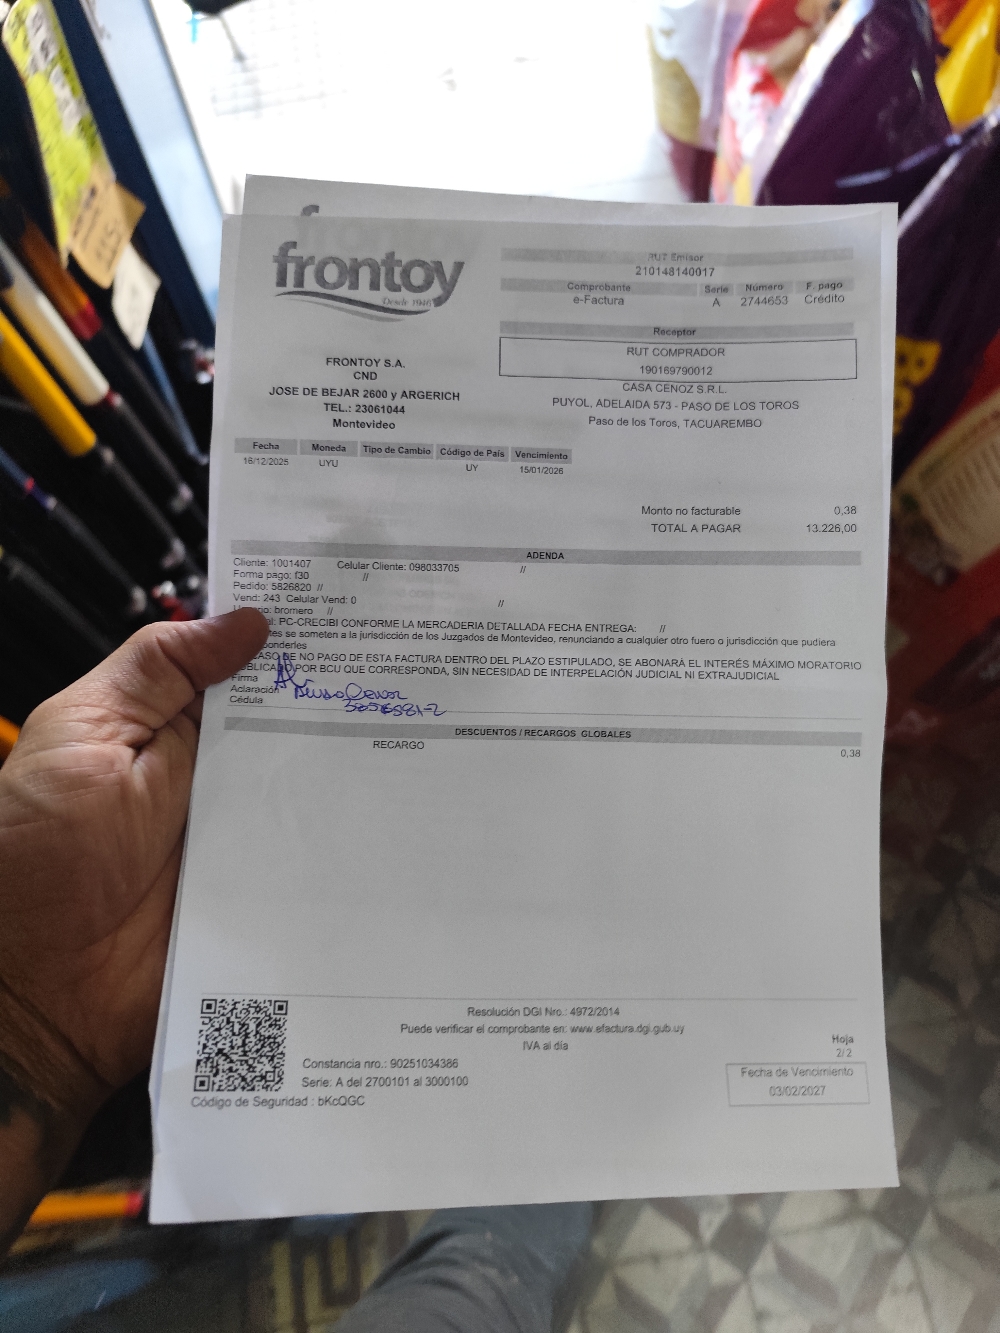 frontoy
Desde 1946
RUT Emisor
210148140017
Comprobante Serie Número F. pago
e-Factura A 2744653 Crédito
Receptor
RUT COMPRADOR
190169790012
CASA CENOZ S.R.L.
PUYOL, ADELAIDA 573 - PASO DE LOS TOROS
Paso de los Toros, TACUAREMBO
FRONTOY S.A.
CND
JOSE DE BEJAR 2600 y ARGERICH
TEL.: 23061044
Montevideo
Fecha Moneda Tipo de Cambio Código de País Vencimiento
16/12/2025 UYU UY 15/01/2026
Monto no facturable 0,38
TOTAL A PAGAR 13.226,00
ADENDA
Cliente: 1001407 Celular Cliente: 098033705 //
Forma pago: f30 //
Pedido: 5826820 //
Vend: 243 Celular Vend: 0 //
bromero //
PC-CRECIBI CONFORME LA MERCADERIA DETALLADA FECHA ENTREGA: //
se someten a la jurisdicción de los Juzgados de Montevideo, renunciando a cualquier otro fuero o jurisdicción que pudiera
DE NO PAGO DE ESTA FACTURA DENTRO DEL PLAZO ESTIPULADO, SE ABONARÁ EL INTERÉS MÁXIMO MORATORIO
POR BCU QUE CORRESPONDA, SIN NECESIDAD DE INTERPELACIÓN JUDICIAL NI EXTRAJUDICIAL
Firma
Aclaración
Cédula
DESCUENTOS / RECARGOS GLOBALES
RECARGO 0,38
Resolución DGI Nro.: 4972/2014
Puede verificar el comprobante en: www.efactura.dgi.gub.uy
IVA al día
Constancia nro.: 90251034386
Serie: A del 2700101 al 3000100
Código de Seguridad : bKcQGC
Hoja
2/2
Fecha de Vencimiento
03/02/2027